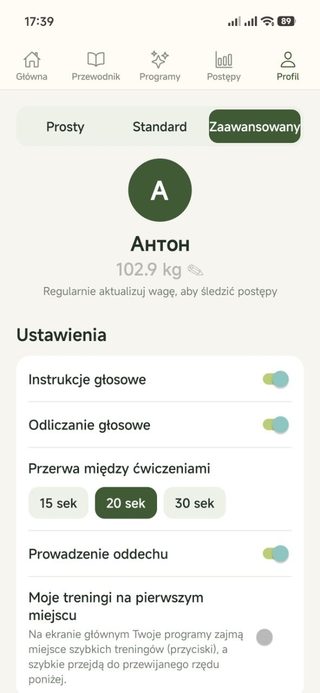 17:39
89
Główna Przewodnik Programy Postępy Profil
Prosty Standard Zaawansowany
А
Антон
102.9 kg
Regularnie aktualizuj wagę, aby śledzić postępy
Ustawienia
Instrukcje głosowe
Odliczanie głosowe
Przerwa między ćwiczeniami
15 sek 20 sek 30 sek
Prowadzenie oddechu
Moje treningi na pierwszym
miejscu
Na ekranie głównym Twoje programy zajmą
miejsce szybkich treningów (przyciski), a
szybkie przejdą do przewijanego rzędu
poniżej.